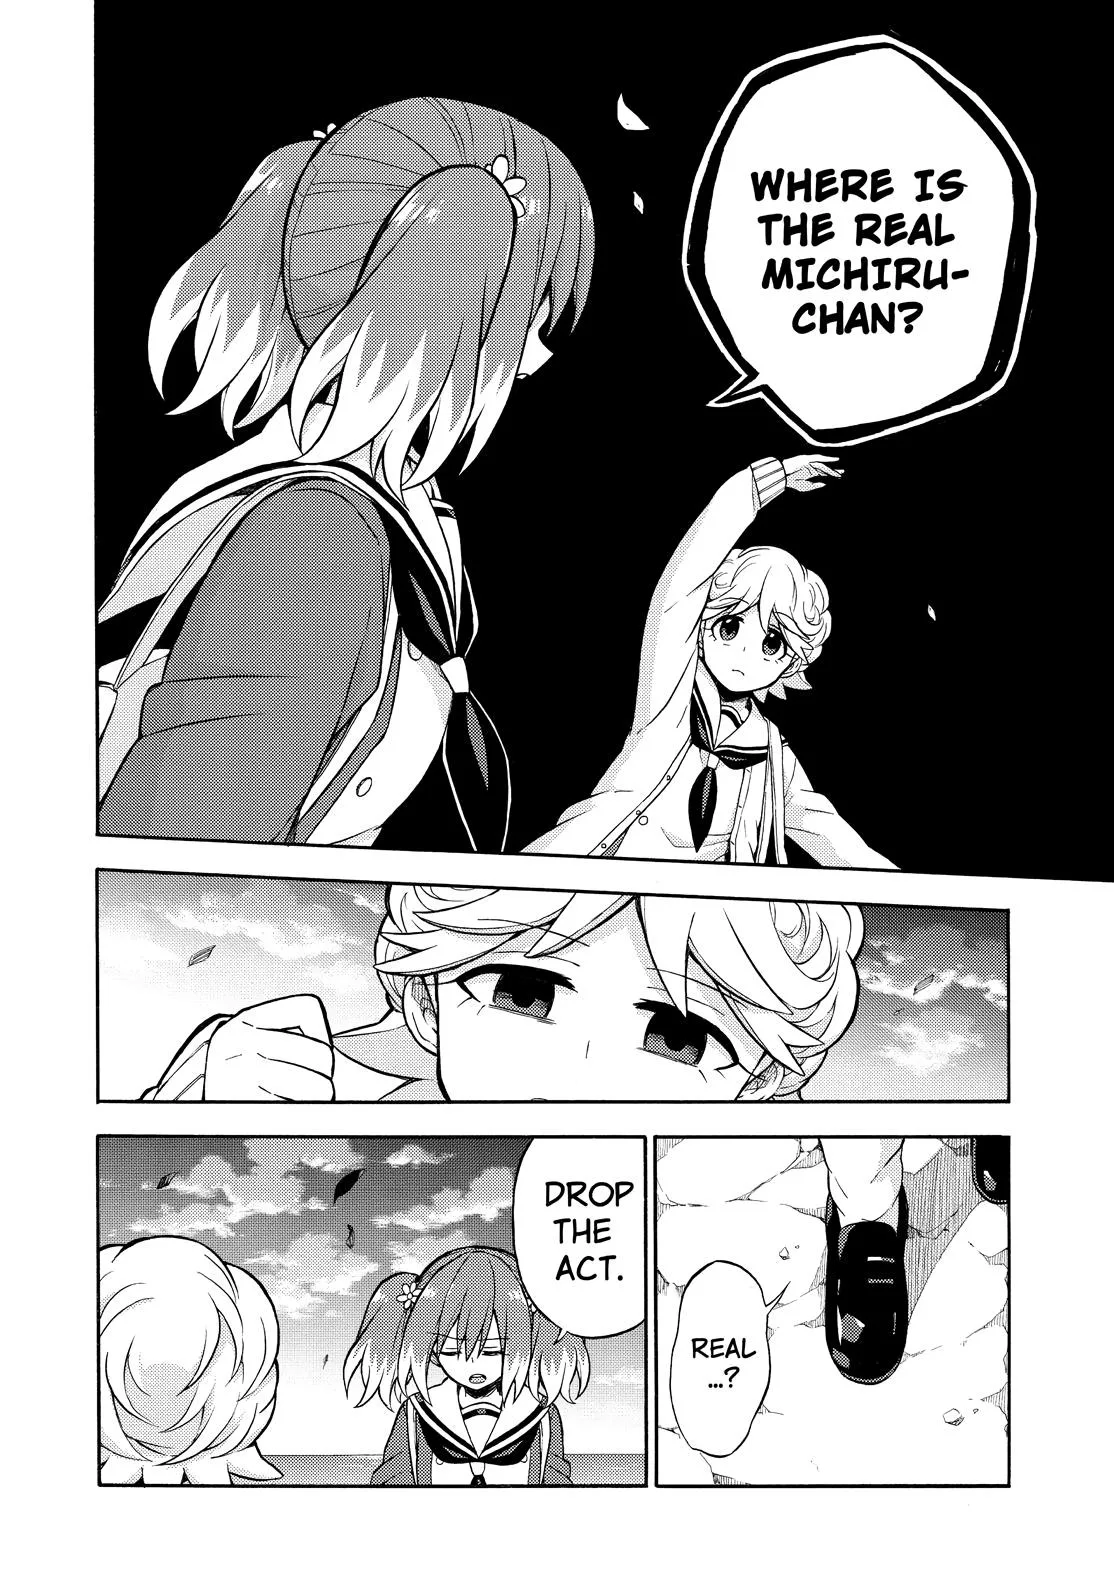 WHERE IS
THE REAL
MICHIRU-
CHAN?
REAL
...?
DROP
THE
ACT.